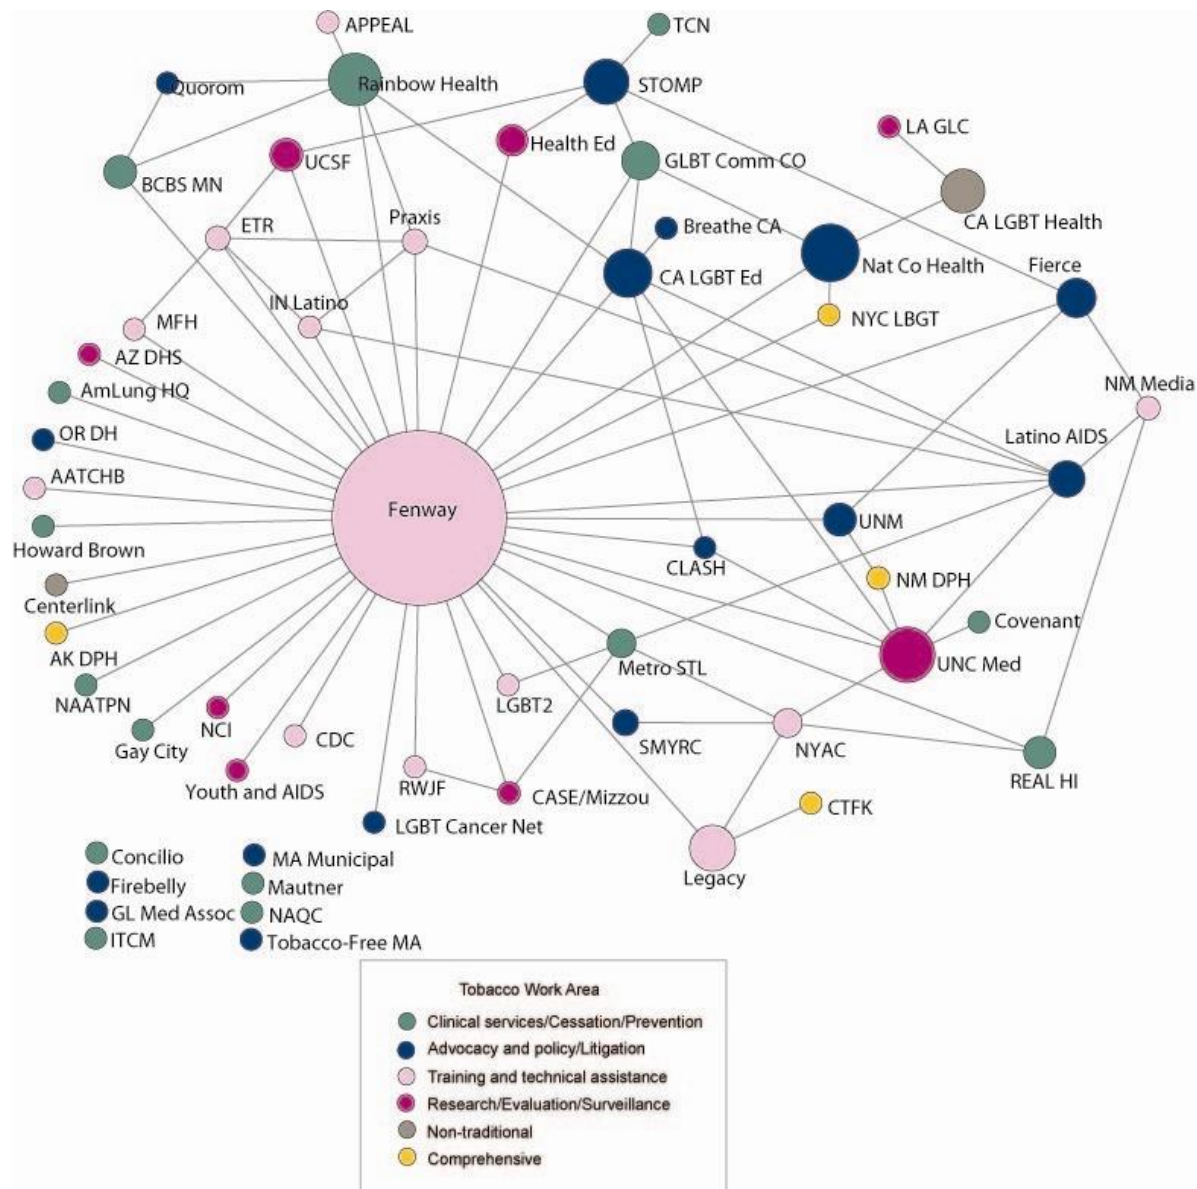 APPEAL
TCN
Quorom
Rainbow Health
STOMP
LA GLC
Health Ed
UCSF
GLBT Comm CO
BCBS MN
CA LGBT Health
ETR
Praxis
Breathe CA
CA LGBT Ed
Nat Co Health
Fierce
IN Latino
MFH
NYC LBGT
AZ DHS
AmLung HQ
NM Media
OR DH
Latino AIDS
AATCHB
Fenway
UNM
Howard Brown
CLASH
NM DPH
Centerlink
Covenant
AK DPH
Metro STL
UNC Med
NAATPN
LGBT2
NCI
Gay City
CDC
SMYRC
NYAC
REAL HI
Youth and AIDS
RWJF
CASE/Mizzou
CTFK
LGBT Cancer Net
Legacy
Concilio
MA Municipal
Firebelly
Mautner
GL Med Assoc
NAQC
ITCM
Tobacco-Free MA
Tobacco Work Area
Clinical services/Cessation/Prevention
Advocacy and policy/Litigation
Training and technical assistance
Research/Evaluation/Surveillance
Non-traditional
Comprehensive